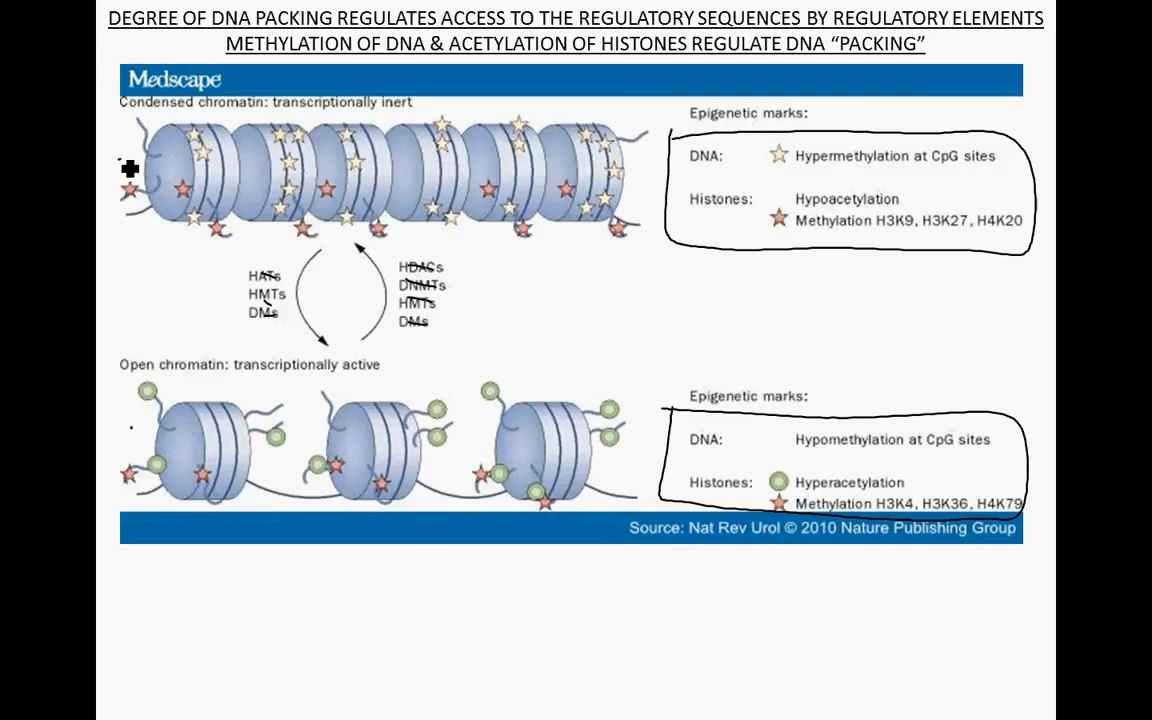 DEGREE OF DNA PACKING REGULATES ACCESS TO THE REGULATORY SEQUENCES BY REGULATORY ELEMENTS
METHYLATION OF DNA & ACETYLATION OF HISTONES REGULATE DNA “PACKING”
Medscape
Condensed chromatin: transcriptionally inert
Epigenetic marks:
DNA: Hypermethylation at CpG sites
Histones: Hypoacetylation
Methylation H3K9, H3K27, H4K20
HATs
HMTs
DMs
HDACs
DNMTs
HMTs
DMs
Open chromatin: transcriptionally active
Epigenetic marks:
DNA: Hypomethylation at CpG sites
Histones: Hyperacetylation
Methylation H3K4, H3K36, H4K79
Source: Nat Rev Urol © 2010 Nature Publishing Group